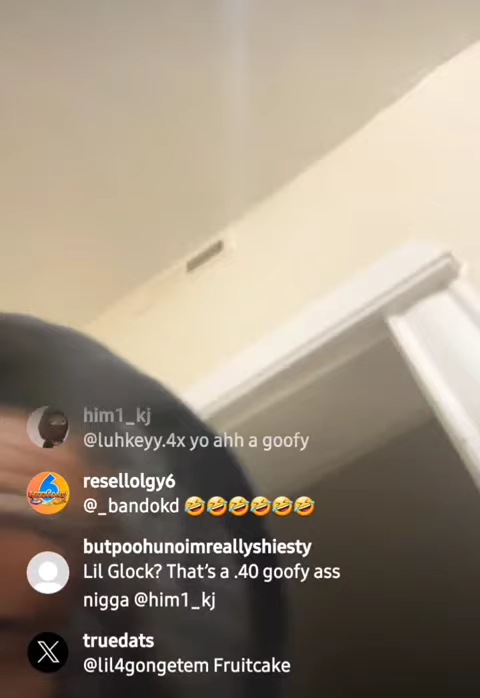 him1_kj
@luhkeyy.4x yo ahh a goofy
resellolgy6
@_bandokd 🤣🤣🤣🤣🤣🤣
butpoohunoimreallyshiesty
Lil Glock? That's a .40 goofy ass
nigga @him1_kj
truedats
@lil4gongetem Fruitcake